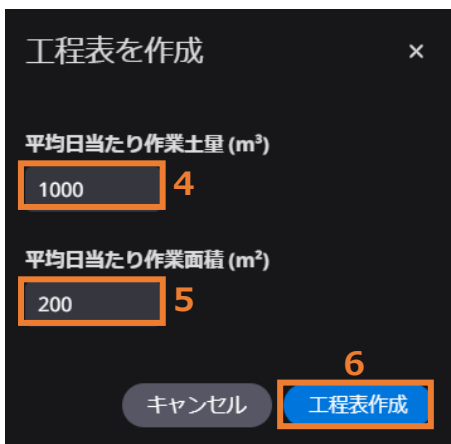 工程表を作成 ×
平均日当たり作業土量 (m³)
1000 4
平均日当たり作業面積 (m²)
200 5
6
キャンセル 工程表作成